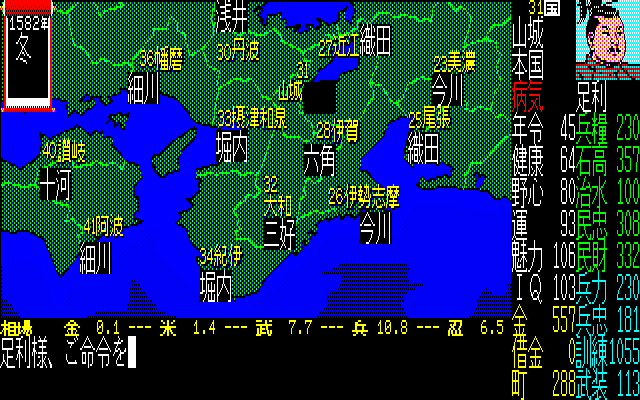 1582年
冬
浅井
30丹波
27近江
織田
36播磨
細川
31
山城
23美濃
今川
33摂津和泉
堀内
28伊賀
六角
25尾張
織田
40讃岐
十河
32
大和
三好
26伊勢志摩
今川
41阿波
細川
34紀伊
堀内
31国
山城
本国
病気
足利
年令 45 兵糧 230
健康 64 石高 357
野心 80 治水 100
運 93 民忠 308
魅力 106 民財 332
IQ 103 兵力 230
金 557 兵忠 181
借金 0 訓練 1055
町 288 武装 113
相場 金 0.1 --- 米 1.4 --- 武 7.7 --- 兵 10.8 --- 忍 6.5
足利様、ご命令を